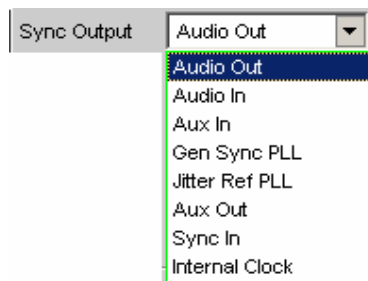 Sync Output Audio Out
Audio Out
Audio In
Aux In
Gen Sync PLL
Jitter Ref PLL
Aux Out
Sync In
Internal Clock